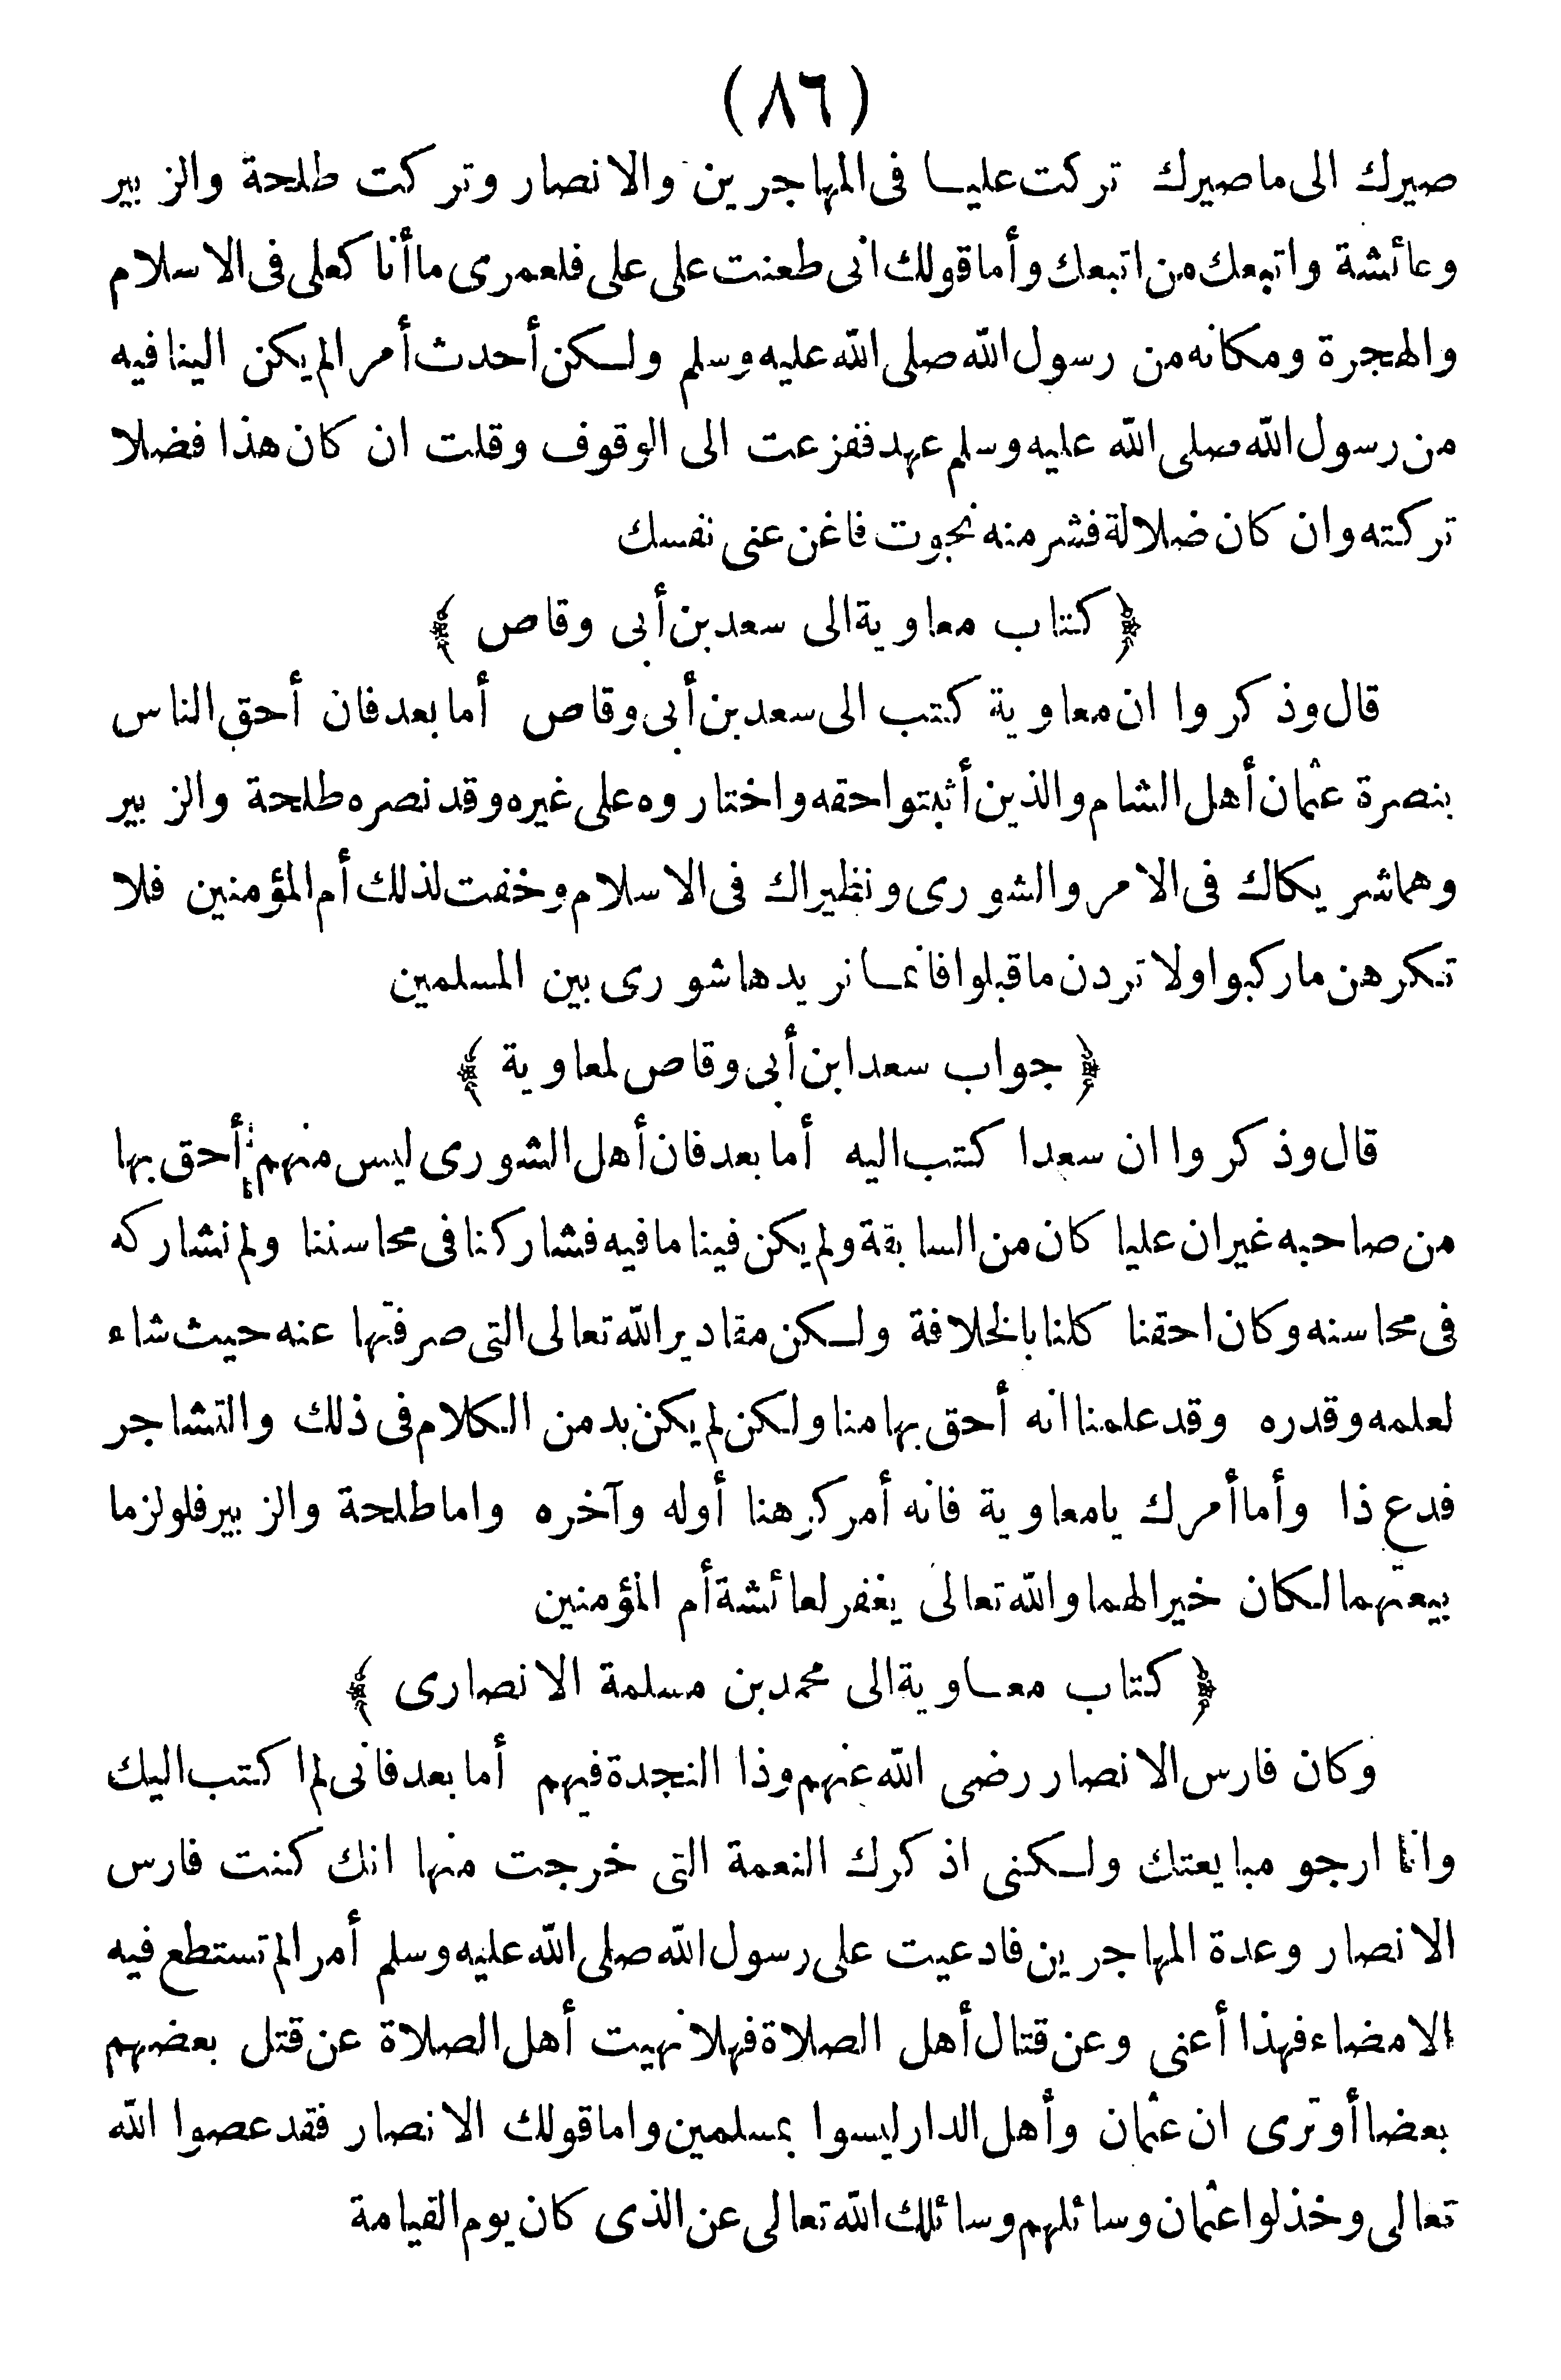 (٨٦)
صيرك الى ماصيرك تركت عليا فى المهاجرين والانصار وتركت طلحة والزبير
وعائشة واتبعك من اتبعك وأما قولك انى طعنت على على فلعمرى ما أنا كعلى فى الاسلام
والهجرة ومكانه من رسول الله صلى الله عليه وسلم ولكن أحدث أمرا لم يكن الينا فيه
من رسول الله صلى الله عليه وسلم عهد ففزعت الى الوقوف وقلت ان كان هذا فضلا
تركته وان كان ضلالة فشر منه نجوت فاغن عنى نفسك
﴿ كتاب معاوية الى سعد بن أبى وقاص ﴾
قال وذكروا ان معاوية كتب الى سعد بن أبى وقاص أما بعد فان أحق الناس
بنصرة عثمان أهل الشام والذين أثبتوا حقه واختاروه على غيره وقد نصره طلحة والزبير
وهما شريكاك فى الامر والشورى ونظيراك فى الاسلام وخفت لذلك أم المؤمنين فلا
تكرهن ماركبوا ولا تردن ماقبلوا فانما نريدها شورى بين المسلمين
﴿ جواب سعد ابن أبى وقاص لمعاوية ﴾
قال وذكروا ان سعدا كتب اليه أما بعد فان أهل الشورى ليس منهم أحق بها
من صاحبه غير ان عليا كان من السابقة ولم يكن فينا مافيه فشاركنا فى محاسننا ولم نشاركه
فى محاسنه وكان احقنا كلنا بالخلافة ولكن مقادير الله تعالى التى صرفتها عنه حيث شاء
لعلمه وقدره وقد علمنا انه أحق بها منا ولكن لم يكن بد من الكلام فى ذلك والتشاجر
فدع ذا وأما أمرك يامعاوية فانه أمر كرهنا أوله وآخره واما طلحة والزبير فلو لزما
بيعتهما لكان خيرا لهما والله تعالى يغفر لعائشة أم المؤمنين
﴿ كتاب معاوية الى محمد بن مسلمة الانصارى ﴾
وكان فارس الانصار رضى الله عنهم وذا النجدة فيهم أما بعد فانى لم اكتب اليك
وانا ارجو مبايعتك ولكنى اذكرك النعمة التى خرجت منها انك كنت فارس
الانصار وعدة المهاجرين فادعيت على رسول الله صلى الله عليه وسلم أمرا لم تستطع فيه
الامضاء فهذا أعنى وعن قتال أهل الصلاة فهلا نهيت أهل الصلاة عن قتل بعضهم
بعضا أو ترى ان عثمان وأهل الدار ليسوا بمسلمين واما قولك الانصار فقد عصوا الله
تعالى وخذلوا عثمان وسائلهم وسائلك الله تعالى عن الذى كان يوم القيامة